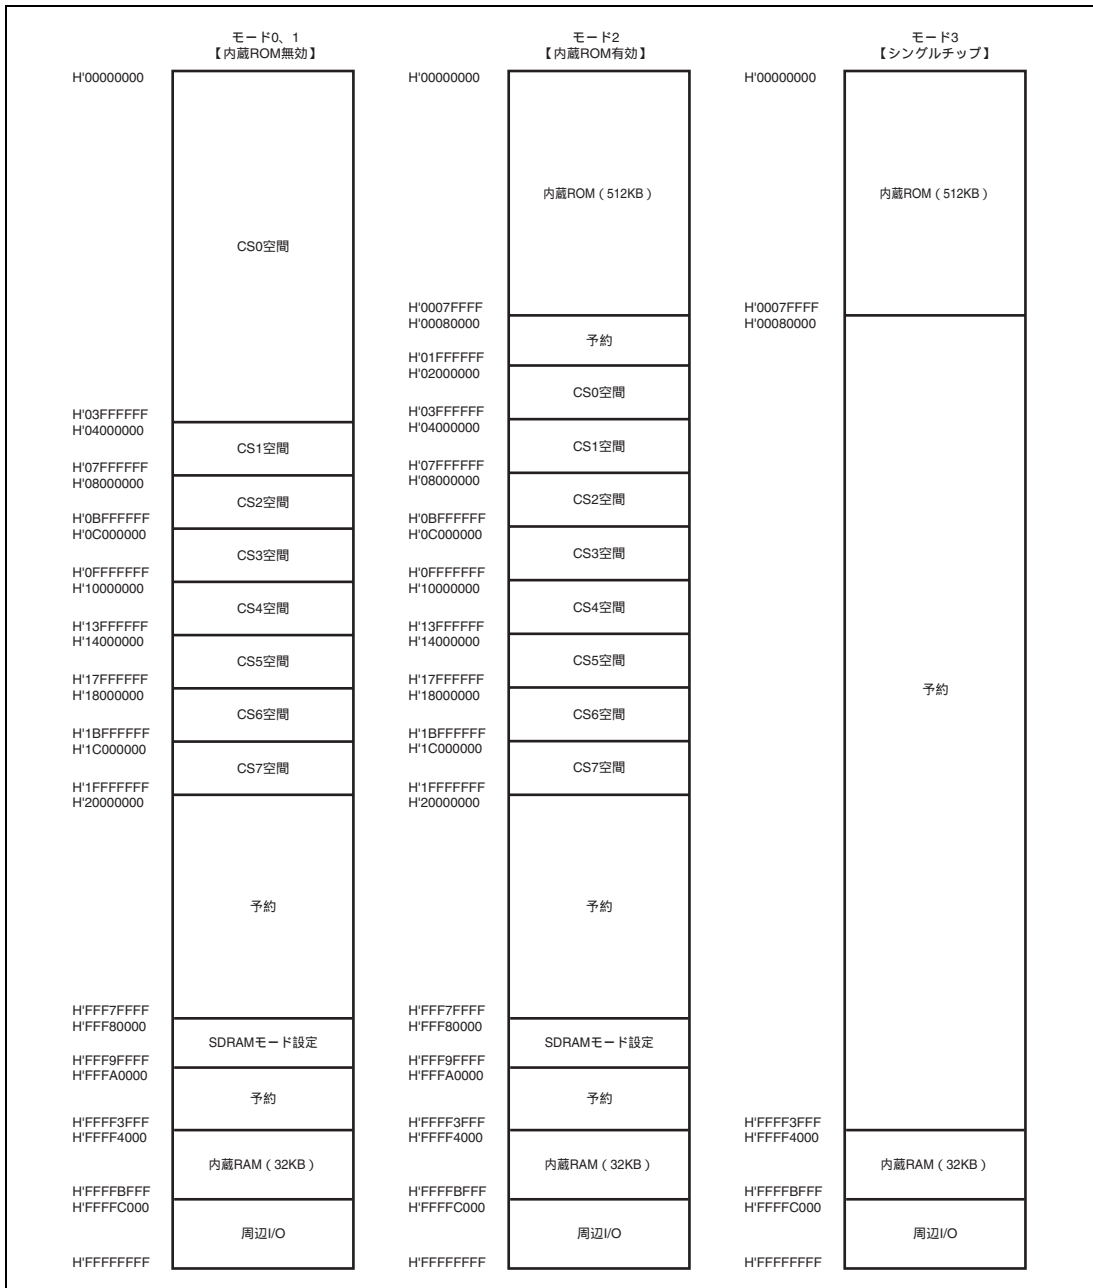 モード0、1
【内蔵ROM無効】
H'00000000
CS0空間
H'03FFFFFF
H'04000000
CS1空間
H'07FFFFFF
H'08000000
CS2空間
H'0BFFFFFF
H'0C000000
CS3空間
H'0FFFFFFF
H'10000000
CS4空間
H'13FFFFFF
H'14000000
CS5空間
H'17FFFFFF
H'18000000
CS6空間
H'1BFFFFFF
H'1C000000
CS7空間
H'1FFFFFFF
H'20000000
予約
H'FFF7FFFF
H'FFF80000
SDRAMモード設定
H'FFF9FFFF
H'FFFA0000
予約
H'FFFF3FFF
H'FFFF4000
内蔵RAM（32KB）
H'FFFFBFFF
H'FFFFC000
周辺I/O
H'FFFFFFFF
モード2
【内蔵ROM有効】
H'00000000
内蔵ROM（512KB）
H'0007FFFF
H'00080000
予約
H'01FFFFFF
H'02000000
CS0空間
H'03FFFFFF
H'04000000
CS1空間
H'07FFFFFF
H'08000000
CS2空間
H'0BFFFFFF
H'0C000000
CS3空間
H'0FFFFFFF
H'10000000
CS4空間
H'13FFFFFF
H'14000000
CS5空間
H'17FFFFFF
H'18000000
CS6空間
H'1BFFFFFF
H'1C000000
CS7空間
H'1FFFFFFF
H'20000000
予約
H'FFF7FFFF
H'FFF80000
SDRAMモード設定
H'FFF9FFFF
H'FFFA0000
予約
H'FFFF3FFF
H'FFFF4000
内蔵RAM（32KB）
H'FFFFBFFF
H'FFFFC000
周辺I/O
H'FFFFFFFF
モード3
【シングルチップ】
H'00000000
内蔵ROM（512KB）
H'0007FFFF
H'00080000
予約
H'FFFF3FFF
H'FFFF4000
内蔵RAM（32KB）
H'FFFFBFFF
H'FFFFC000
周辺I/O
H'FFFFFFFF